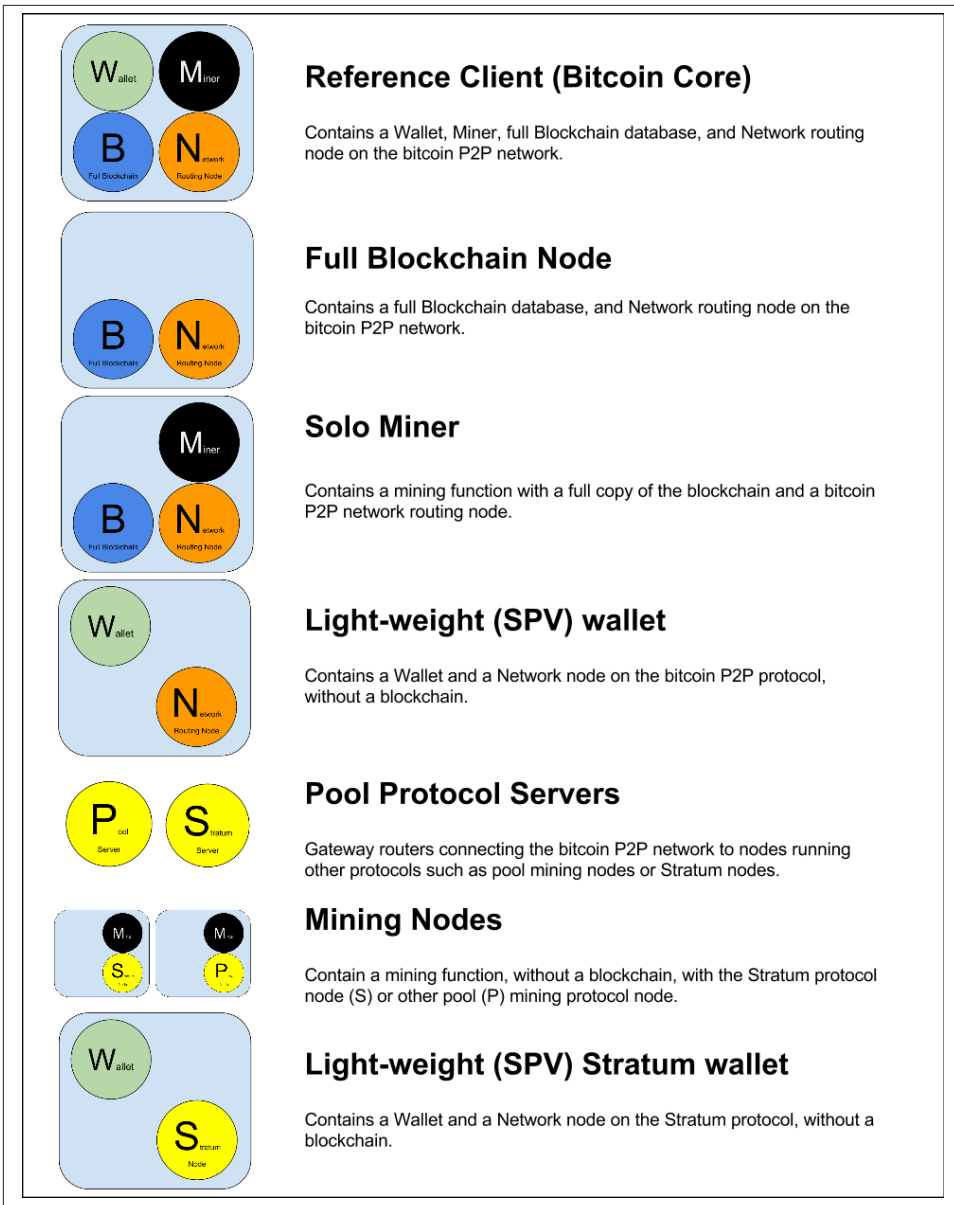 Wallet Miner
B Network
Full Blockchain Routing Node
Reference Client (Bitcoin Core)
Contains a Wallet, Miner, full Blockchain database, and Network routing
node on the bitcoin P2P network.
B Network
Full Blockchain Routing Node
Full Blockchain Node
Contains a full Blockchain database, and Network routing node on the
bitcoin P2P network.
Miner
B Network
Full Blockchain Routing Node
Solo Miner
Contains a mining function with a full copy of the blockchain and a bitcoin
P2P network routing node.
Wallet
Network
Routing Node
Light-weight (SPV) wallet
Contains a Wallet and a Network node on the bitcoin P2P protocol,
without a blockchain.
Pool Stratum
Server Server
Pool Protocol Servers
Gateway routers connecting the bitcoin P2P network to nodes running
other protocols such as pool mining nodes or Stratum nodes.
M M
S P
Mining Nodes
Contain a mining function, without a blockchain, with the Stratum protocol
node (S) or other pool (P) mining protocol node.
Wallet
Stratum
Node
Light-weight (SPV) Stratum wallet
Contains a Wallet and a Network node on the Stratum protocol, without a
blockchain.